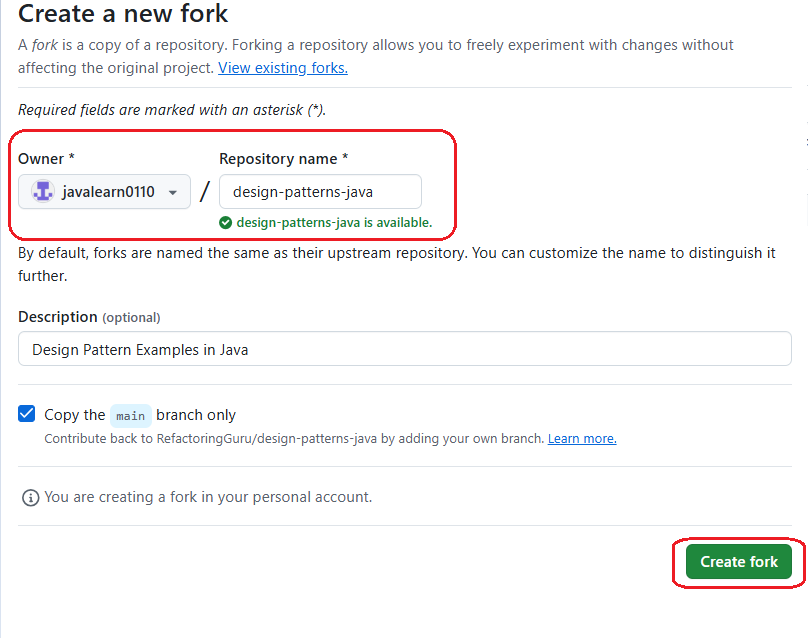 Create a new fork
A fork is a copy of a repository. Forking a repository allows you to freely experiment with changes without
affecting the original project. View existing forks.
Required fields are marked with an asterisk (*).
Owner * Repository name *
javalearn0110 / design-patterns-java
design-patterns-java is available.
By default, forks are named the same as their upstream repository. You can customize the name to distinguish it
further.
Description (optional)
Design Pattern Examples in Java
Copy the main branch only
Contribute back to RefactoringGuru/design-patterns-java by adding your own branch. Learn more.
You are creating a fork in your personal account.
Create fork